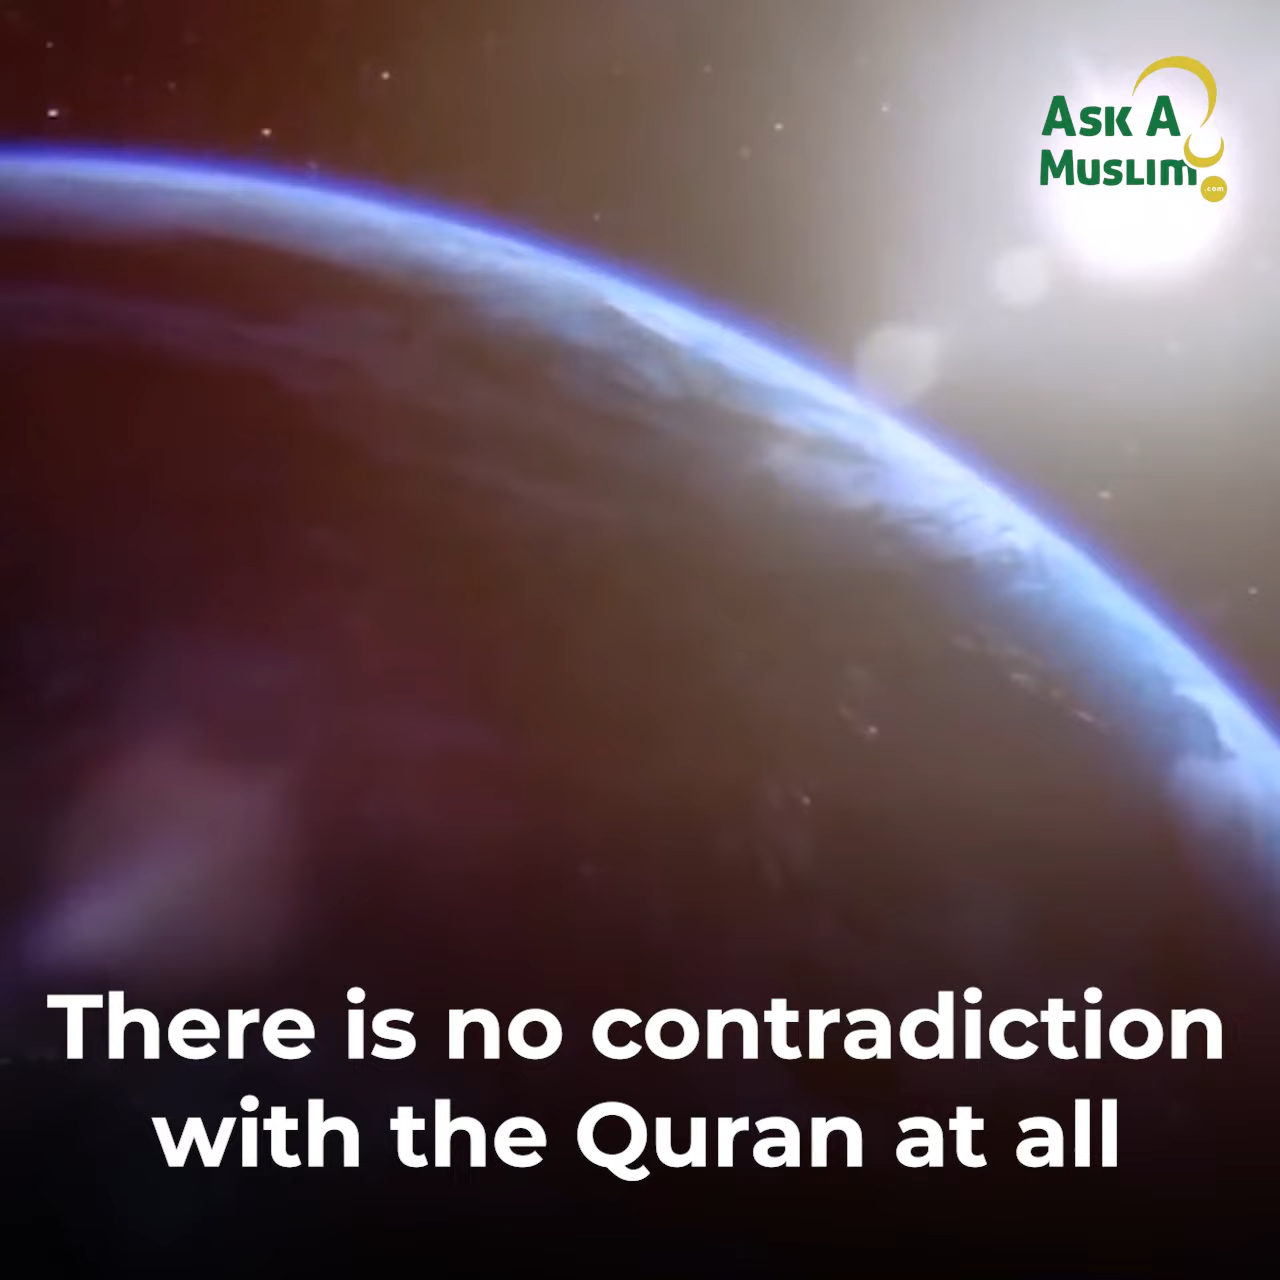 Ask A
Muslim
.com
There is no contradiction
with the Quran at all